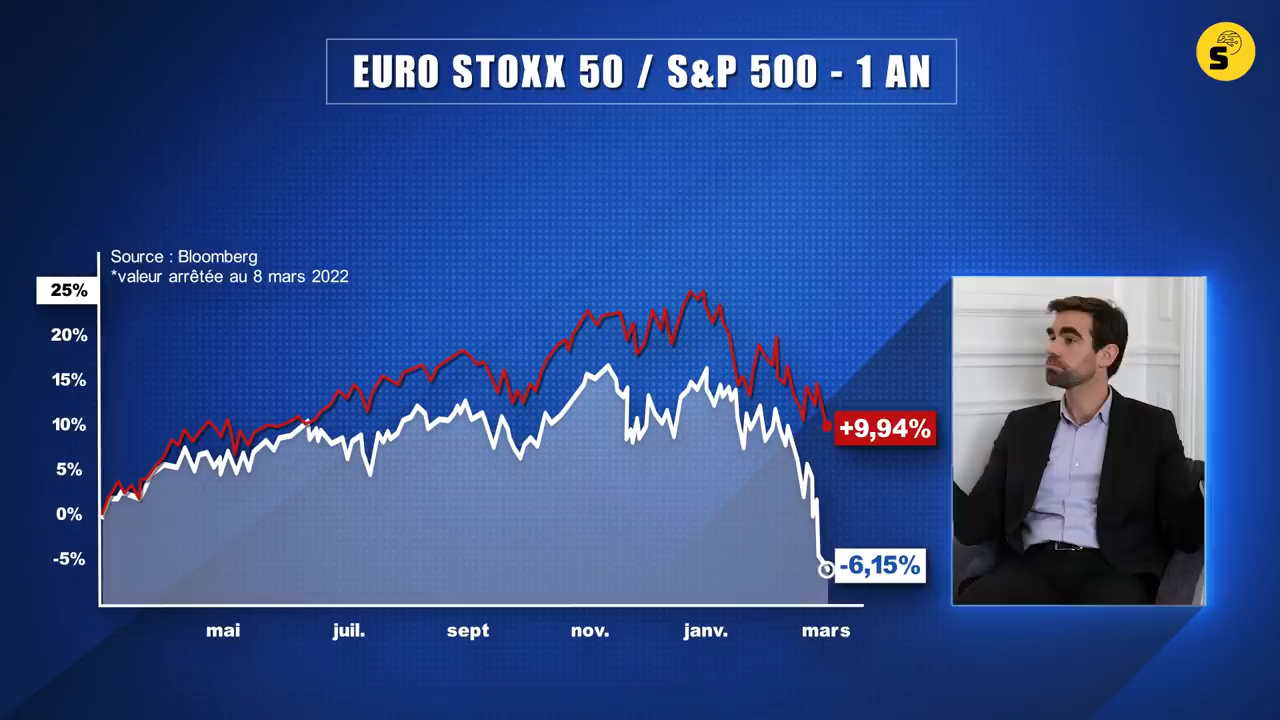 EURO STOXX 50 / S&P 500 - 1 AN
S
Source : Bloomberg
*valeur arrêtée au 8 mars 2022
25%
20%
15%
10%
5%
0%
-5%
+9,94%
-6,15%
mai juil. sept nov. janv. mars